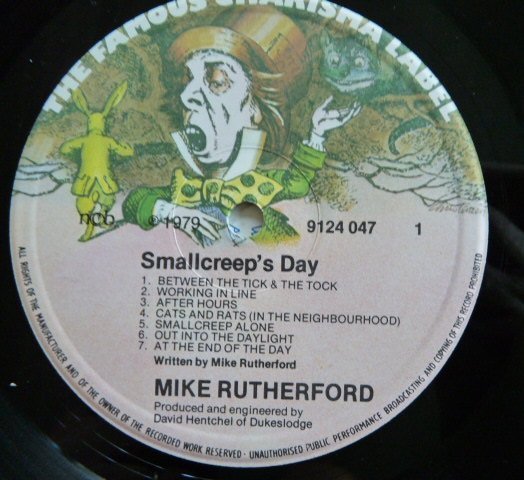 THE FAMOUS CHARISMA LABEL
ncb
℗ 1979
9124 047
1
Smallcreep's Day
1. BETWEEN THE TICK & THE TOCK
2. WORKING IN LINE
3. AFTER HOURS
4. CATS AND RATS (IN THE NEIGHBOURHOOD)
5. SMALLCREEP ALONE
6. OUT INTO THE DAYLIGHT
7. AT THE END OF THE DAY
Written by Mike Rutherford
MIKE RUTHERFORD
Produced and engineered by
David Hentchel of Dukeslodge
ALL RIGHTS OF THE MANUFACTURER AND OF THE OWNER OF THE RECORDED WORK RESERVED · UNAUTHORISED PUBLIC PERFORMANCE BROADCASTING AND COPYING OF THIS RECORD PROHIBITED